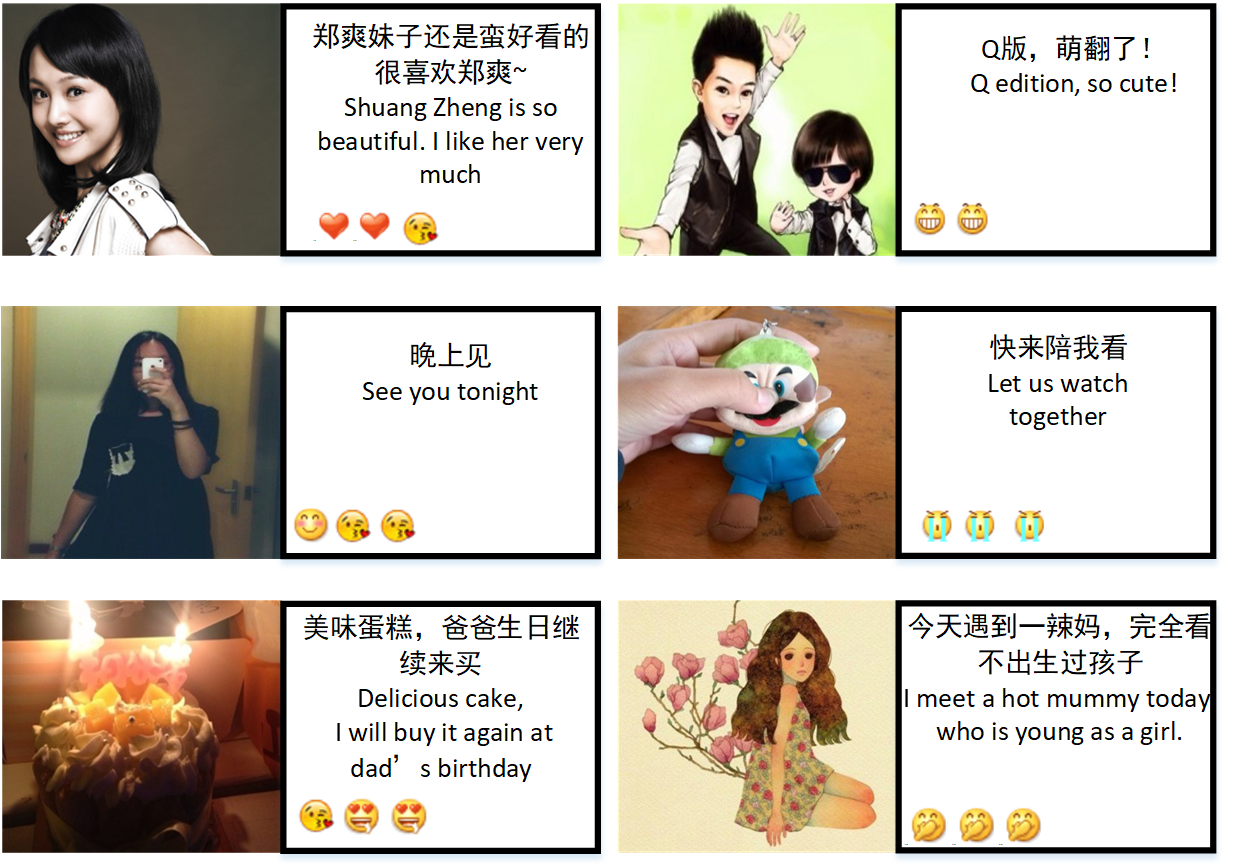 郑爽妹子还是蛮好看的
很喜欢郑爽~
Shuang Zheng is so
beautiful. I like her very
much
Q版，萌翻了！
Q edition, so cute!
晚上见
See you tonight
快来陪我看
Let us watch
together
美味蛋糕，爸爸生日继
续来买
Delicious cake,
I will buy it again at
dad’s birthday
今天遇到一辣妈，完全看
不出生过孩子
I meet a hot mummy today
who is young as a girl.